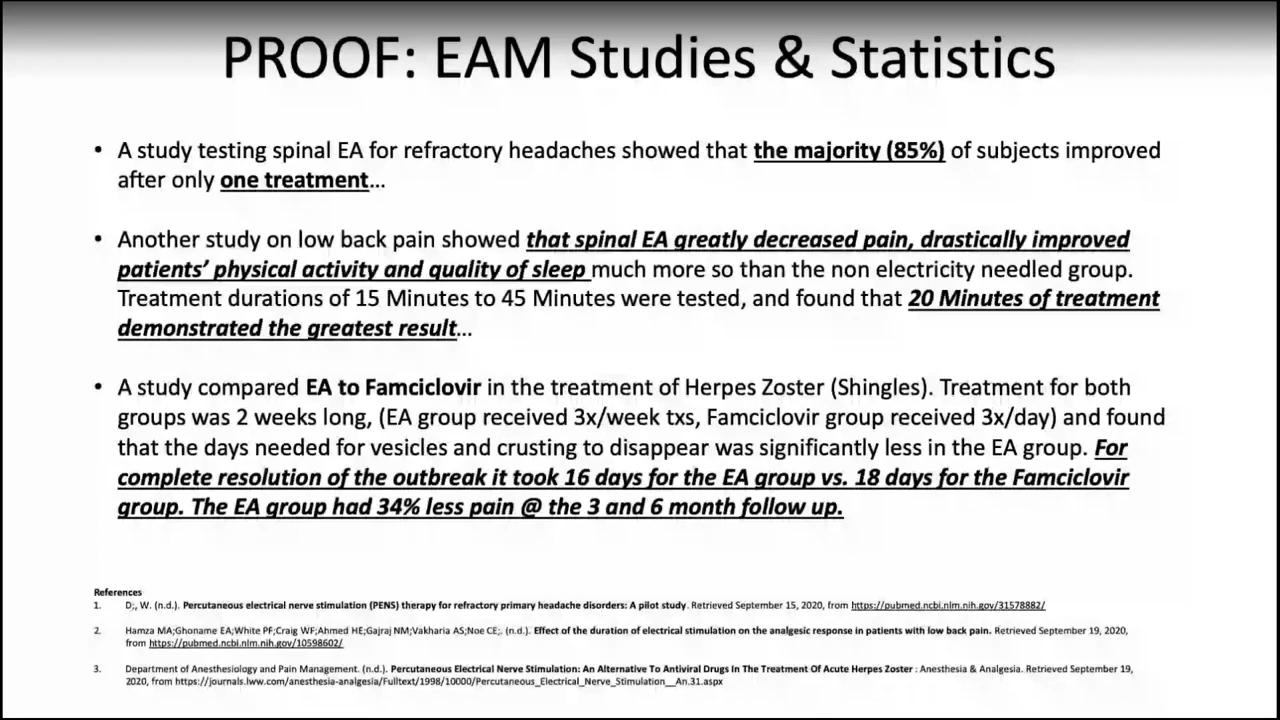 PROOF: EAM Studies & Statistics
• A study testing spinal EA for refractory headaches showed that the majority (85%) of subjects improved
after only one treatment...
• Another study on low back pain showed that spinal EA greatly decreased pain, drastically improved
patients' physical activity and quality of sleep much more so than the non electricity needled group.
Treatment durations of 15 Minutes to 45 Minutes were tested, and found that 20 Minutes of treatment
demonstrated the greatest result...
• A study compared EA to Famciclovir in the treatment of Herpes Zoster (Shingles). Treatment for both
groups was 2 weeks long, (EA group received 3x/week txs, Famciclovir group received 3x/day) and found
that the days needed for vesicles and crusting to disappear was significantly less in the EA group. For
complete resolution of the outbreak it took 16 days for the EA group vs. 18 days for the Famciclovir
group. The EA group had 34% less pain @ the 3 and 6 month follow up.
References
1. D;, W. (n.d.). Percutaneous electrical nerve stimulation (PENS) therapy for refractory primary headache disorders: A pilot study. Retrieved September 15, 2020, from https://pubmed.ncbi.nlm.nih.gov/31578882/
2. Hamza MA;Ghoname EA;White PF;Craig WF;Ahmed HE;Gajraj NM;Vakharia AS;Noe CE;. (n.d.). Effect of the duration of electrical stimulation on the analgesic response in patients with low back pain. Retrieved September 19, 2020,
from https://pubmed.ncbi.nlm.nih.gov/10598602/
3. Department of Anesthesiology and Pain Management. (n.d.). Percutaneous Electrical Nerve Stimulation: An Alternative To Antiviral Drugs In The Treatment Of Acute Herpes Zoster : Anesthesia & Analgesia. Retrieved September 19,
2020, from https://journals.lww.com/anesthesia-analgesia/Fulltext/1998/10000/Percutaneous_Electrical_Nerve_Stimulation__An.31.aspx